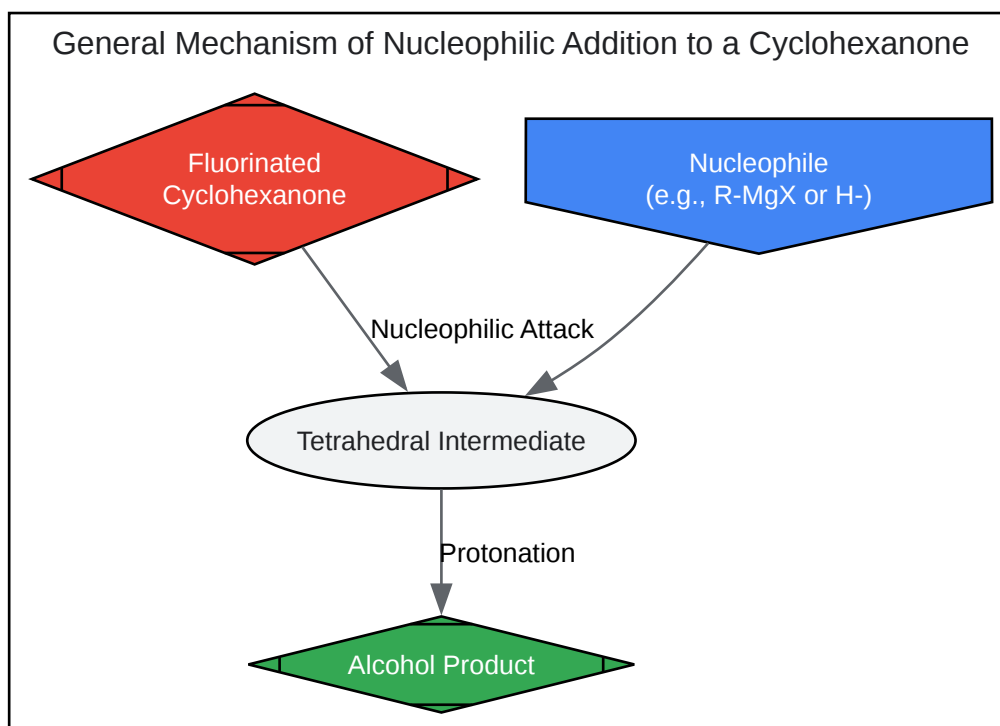 General Mechanism of Nucleophilic Addition to a Cyclohexanone
Fluorinated
Cyclohexanone
Nucleophile
(e.g., R-MgX or H-)
Nucleophilic Attack
Tetrahedral Intermediate
Protonation
Alcohol Product